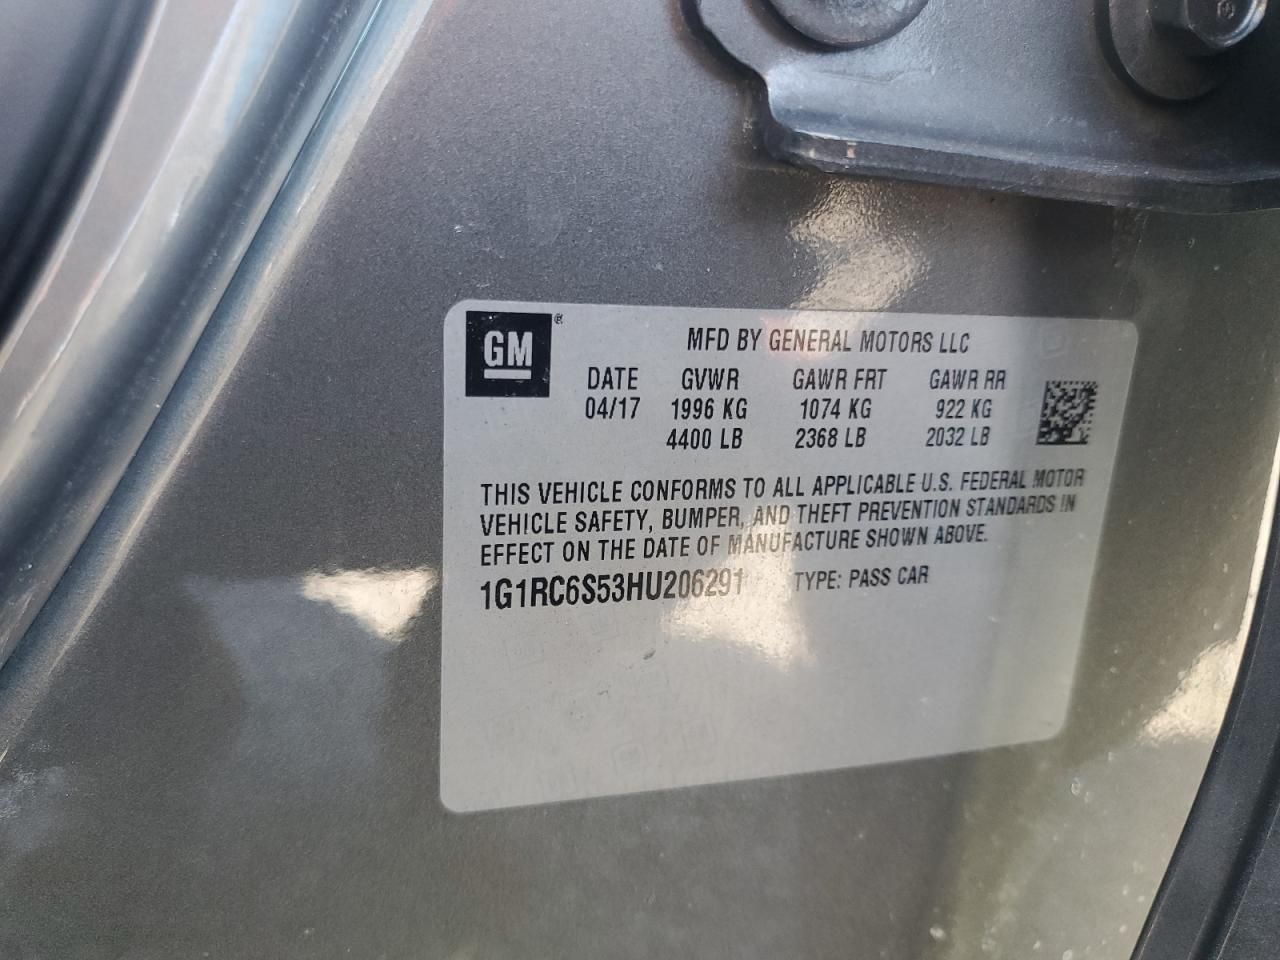 GM®
MFD BY GENERAL MOTORS LLC
DATE GVWR GAWR FRT GAWR RR
04/17 1996 KG 1074 KG 922 KG
4400 LB 2368 LB 2032 LB
THIS VEHICLE CONFORMS TO ALL APPLICABLE U.S. FEDERAL MOTOR
VEHICLE SAFETY, BUMPER, AND THEFT PREVENTION STANDARDS IN
EFFECT ON THE DATE OF MANUFACTURE SHOWN ABOVE.
1G1RC6S53HU206291 TYPE: PASS CAR